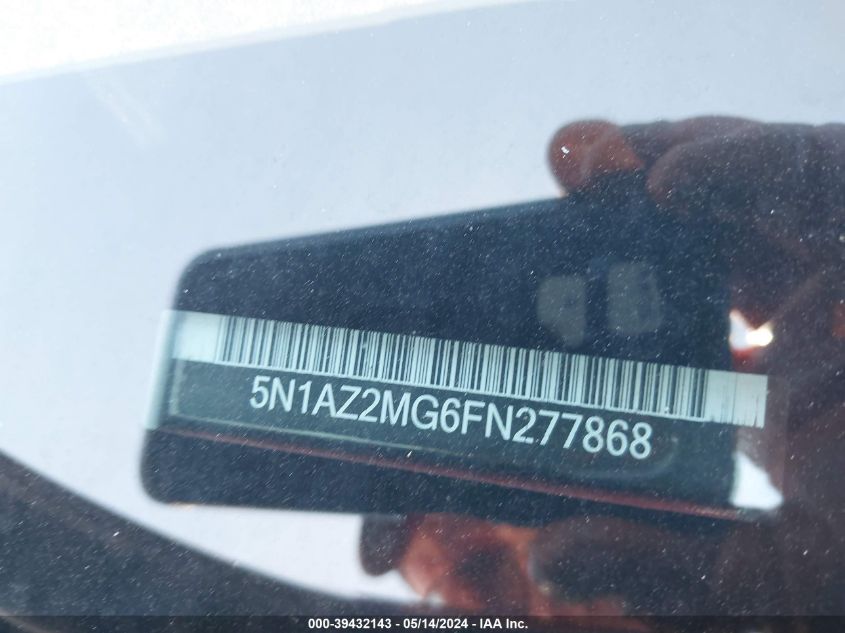 5N1AZ2MG6FN277868
000-39432143 - 05/14/2024 - IAA Inc.